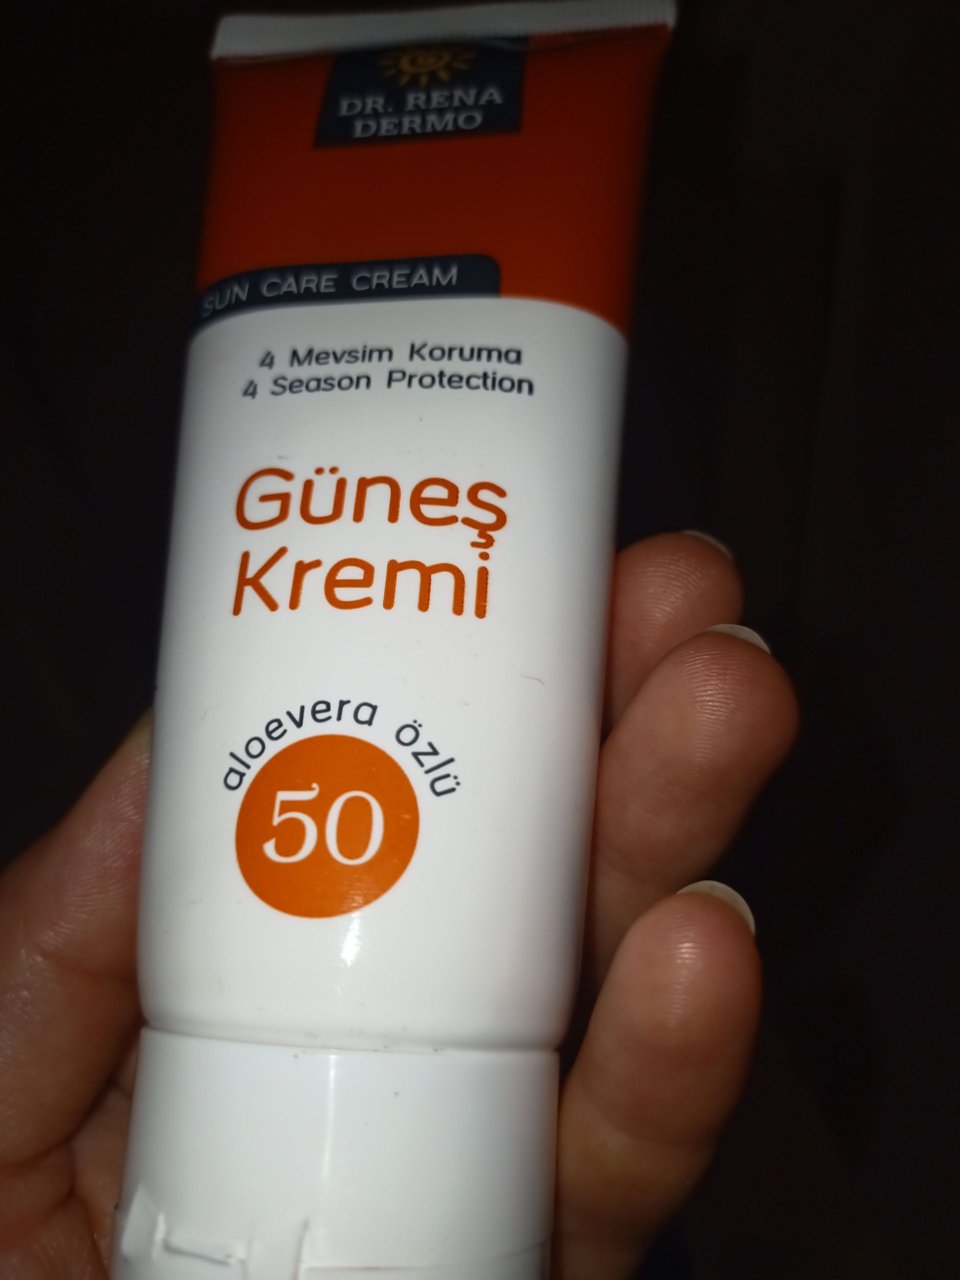 DR. RENA
DERMO
SUN CARE CREAM
4 Mevsim Koruma
4 Season Protection
Güneş
Kremi
aloevera özlü
50